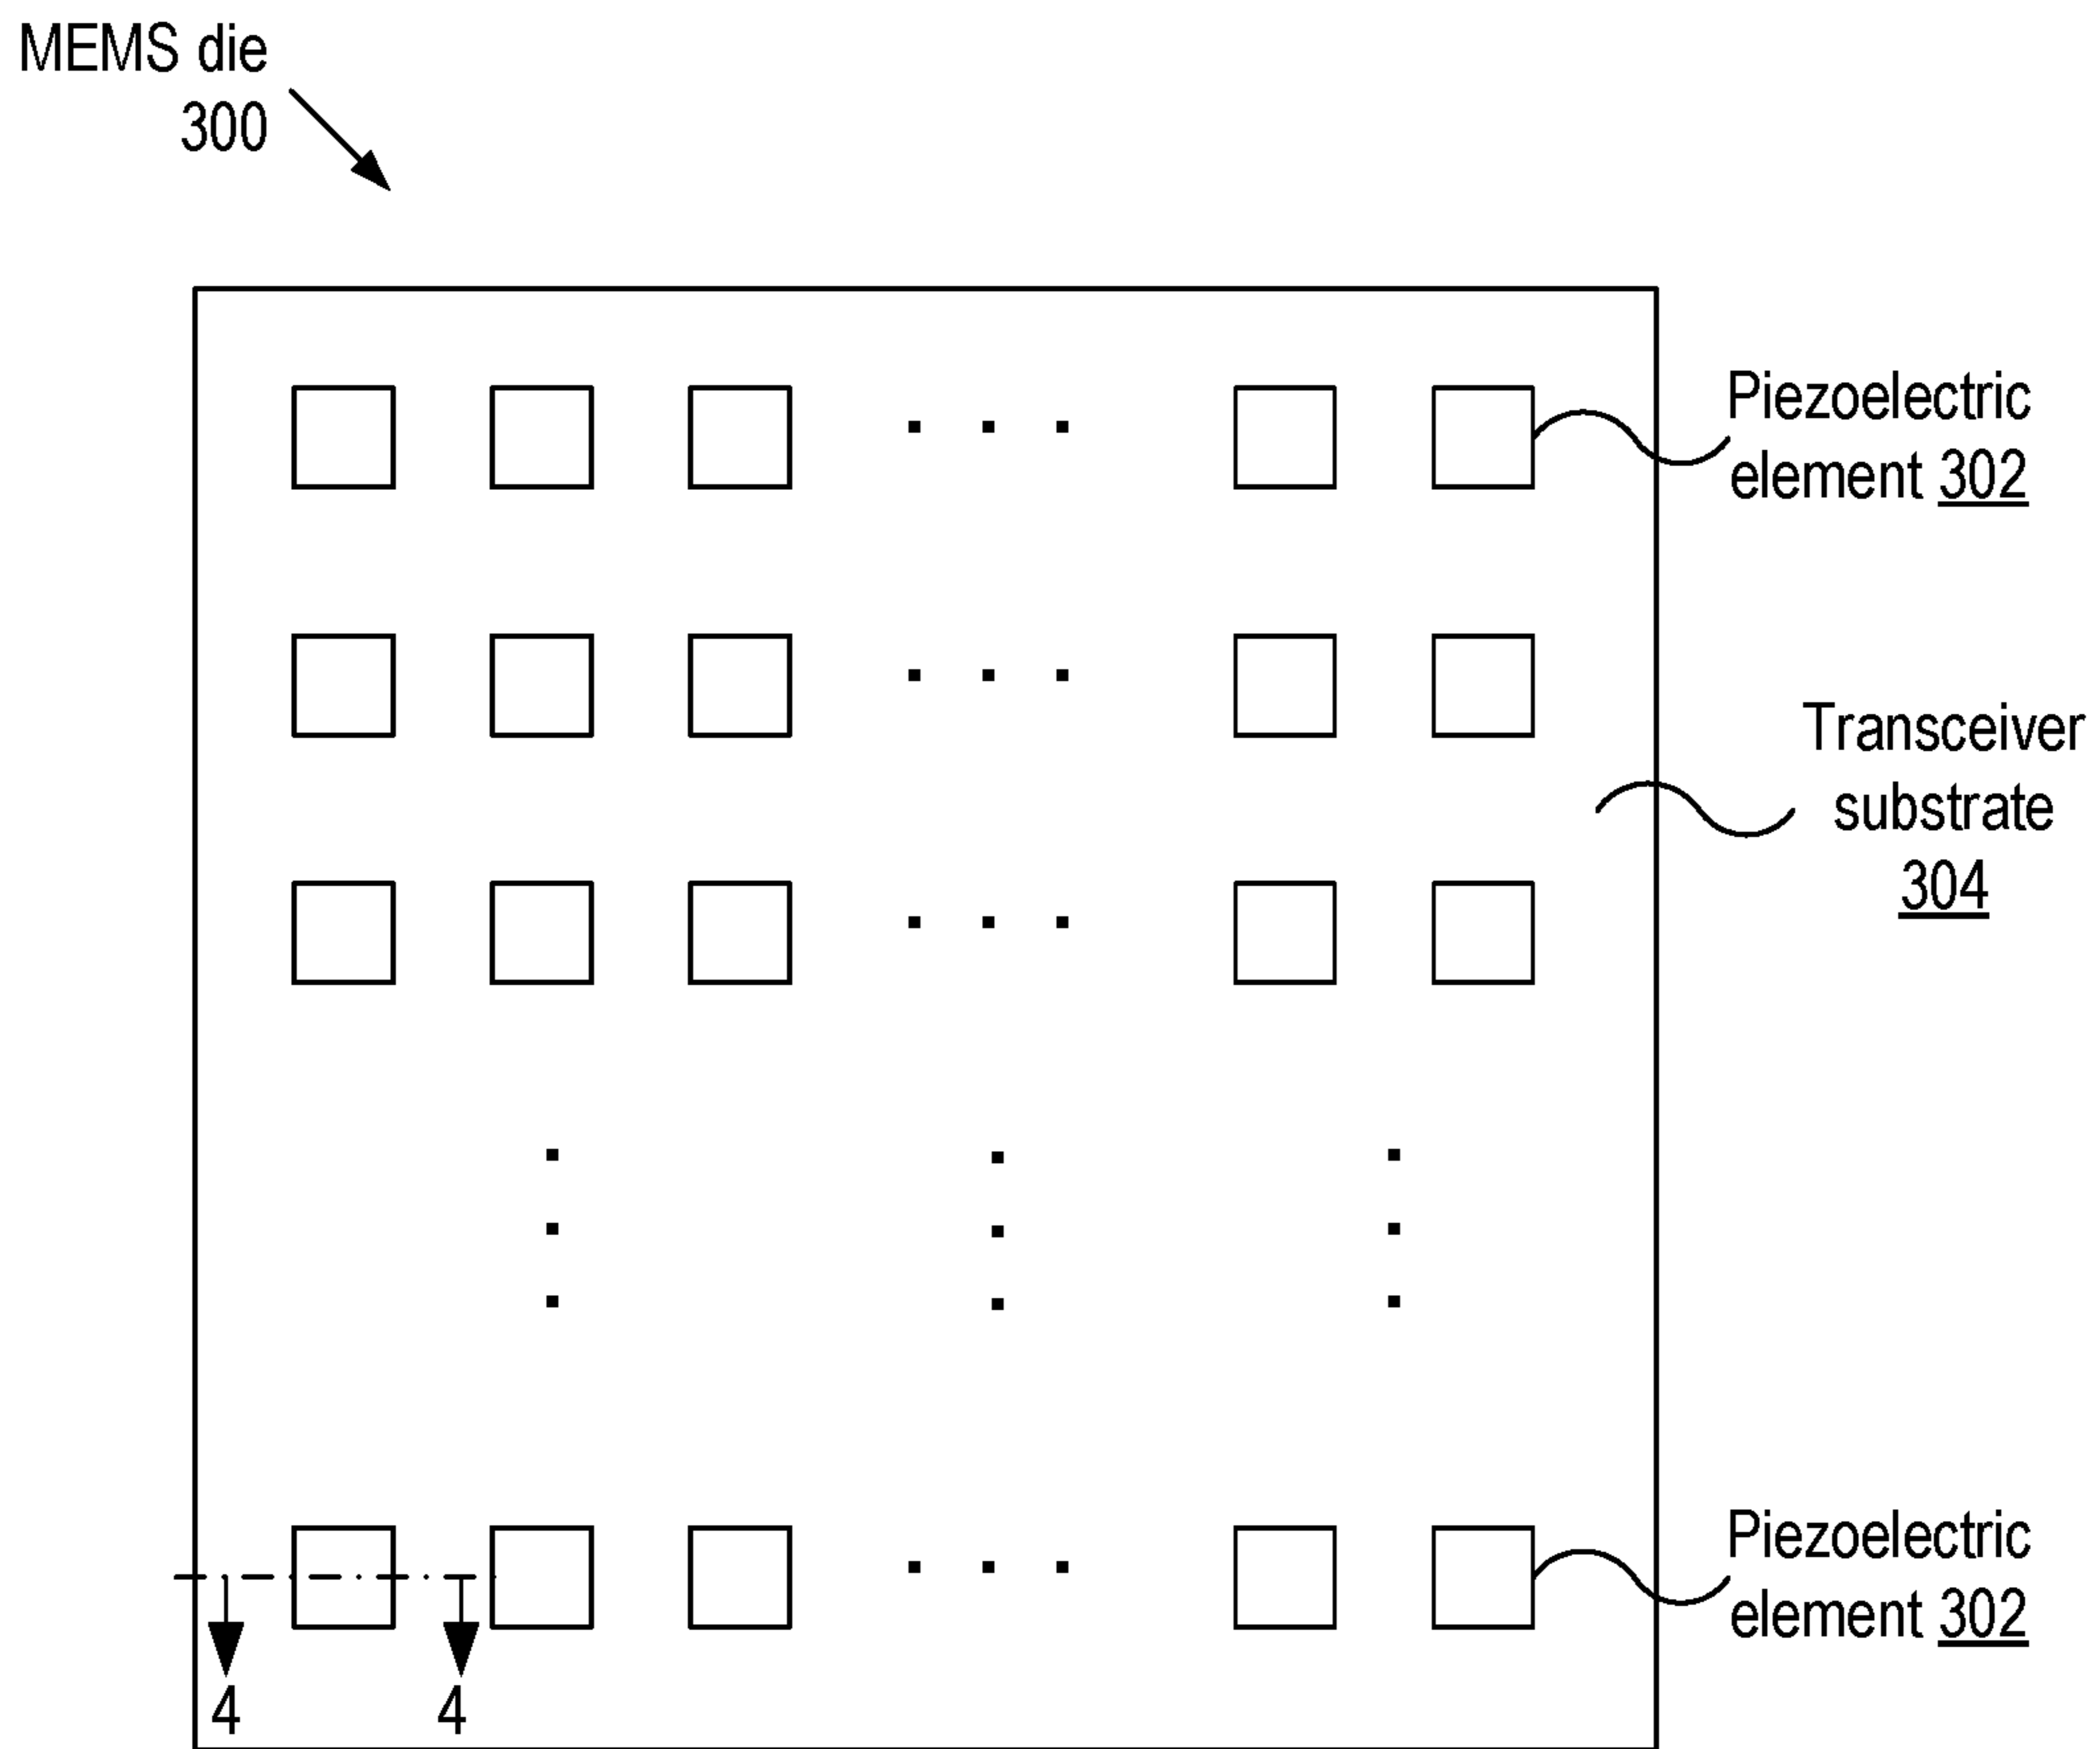 MEMS die
300
Piezoelectric
element 302
Transceiver
substrate
304
Piezoelectric
element 302
4 4